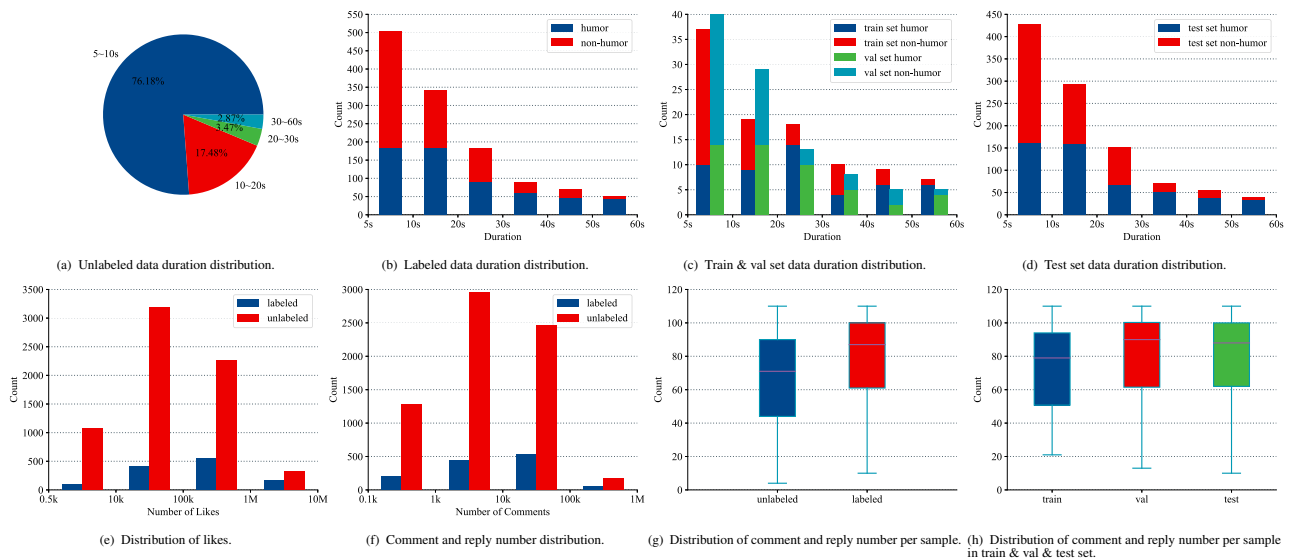 5~10s
76.18%
2.87%
3.47%
17.48%
30~60s
20~30s
10~20s
(a) Unlabeled data duration distribution.
550
500
450
400
350
300
250
200
150
100
50
0
Count
humor
non-humor
5s 10s 20s 30s 40s 50s 60s
Duration
(b) Labeled data duration distribution.
40
35
30
25
20
15
10
5
0
Count
train set humor
train set non-humor
val set humor
val set non-humor
5s 10s 20s 30s 40s 50s 60s
Duration
(c) Train & val set data duration distribution.
450
400
350
300
250
200
150
100
50
0
Count
test set humor
test set non-humor
5s 10s 20s 30s 40s 50s 60s
Duration
(d) Test set data duration distribution.
3500
3000
2500
2000
1500
1000
500
0
Count
labeled
unlabeled
0.5k 10k 100k 1M 10M
Number of Likes
(e) Distribution of likes.
3000
2500
2000
1500
1000
500
0
Count
labeled
unlabeled
0.1k 1k 10k 100k 1M
Number of Comments
(f) Comment and reply number distribution.
120
100
80
60
40
20
0
Count
unlabeled labeled
(g) Distribution of comment and reply number per sample.
120
100
80
60
40
20
0
Count
train val test
(h) Distribution of comment and reply number per sample
in train & val & test set.